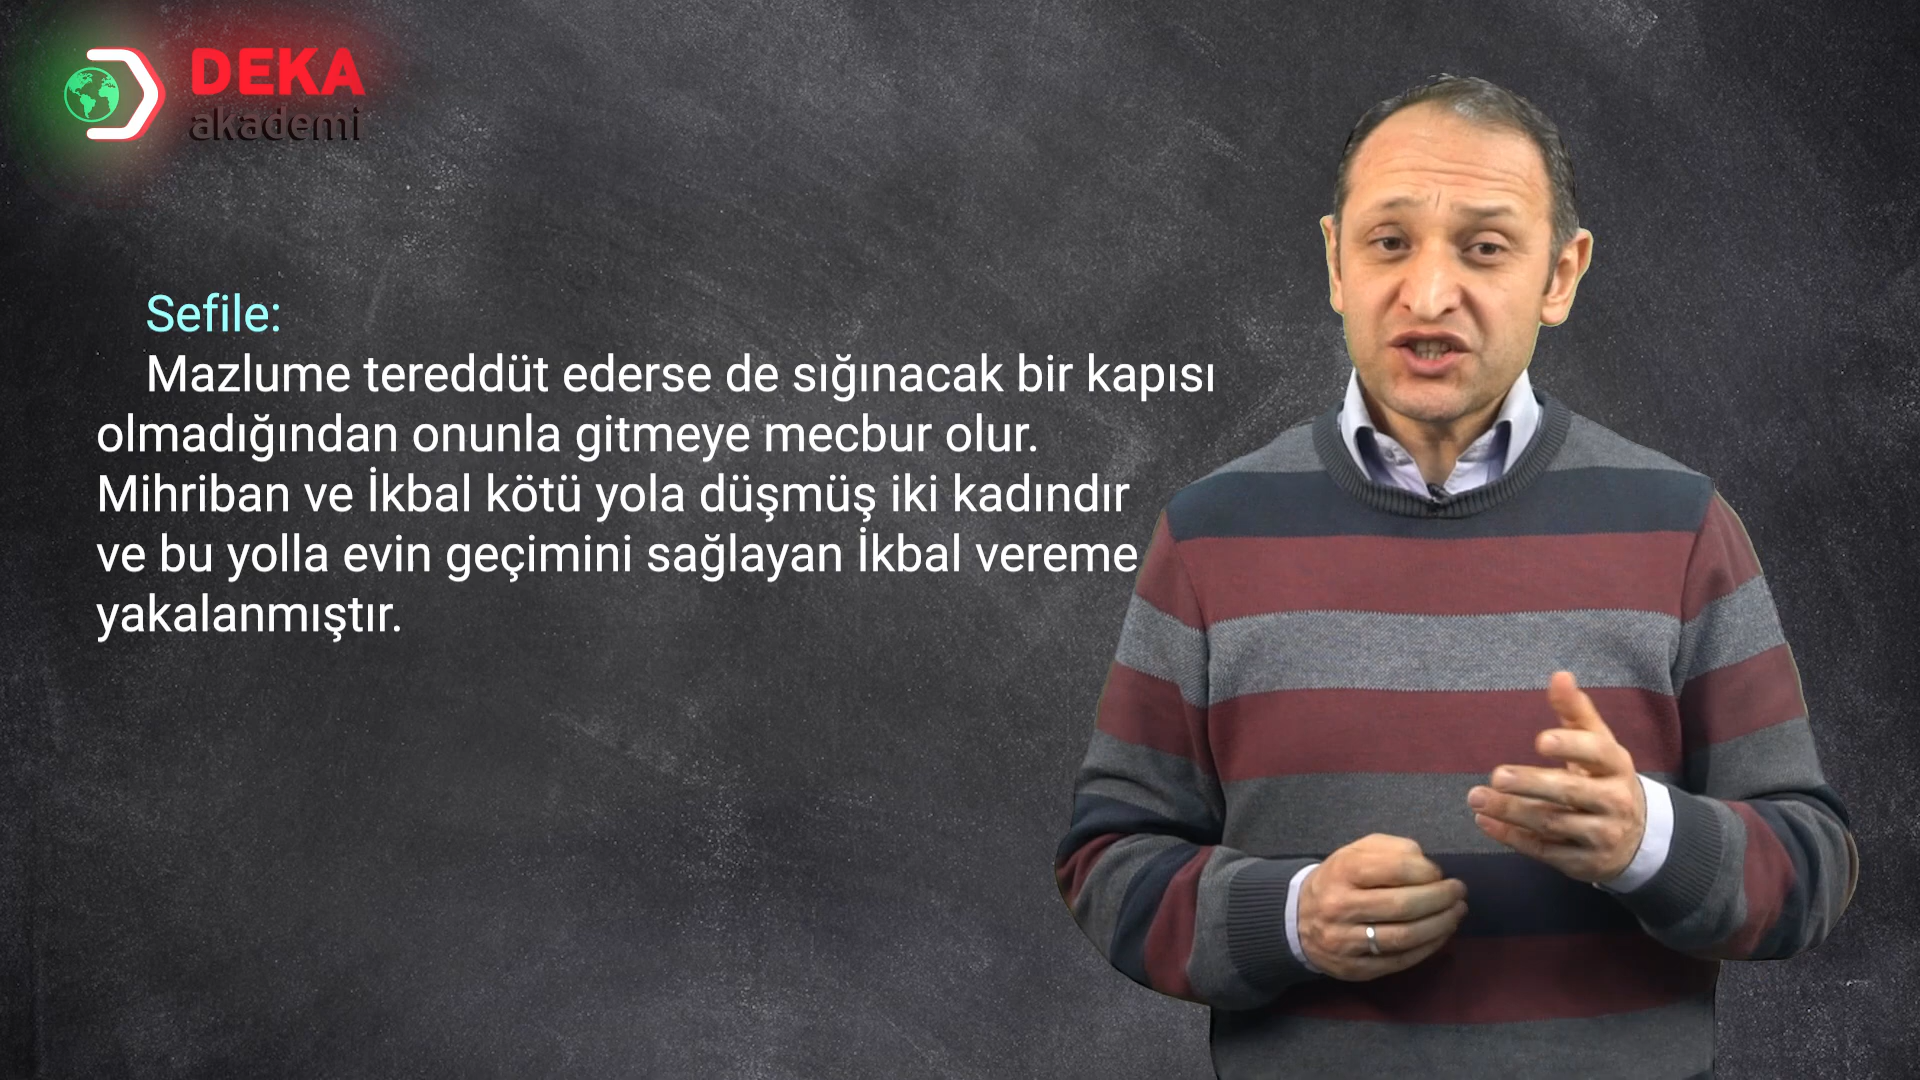 DEKA
akademi
Sefile:
Mazlume tereddüt ederse de sığınacak bir kapısı
olmadığından onunla gitmeye mecbur olur.
Mihriban ve İkbal kötü yola düşmüş iki kadındır
ve bu yolla evin geçimini sağlayan İkbal vereme
yakalanmıştır.